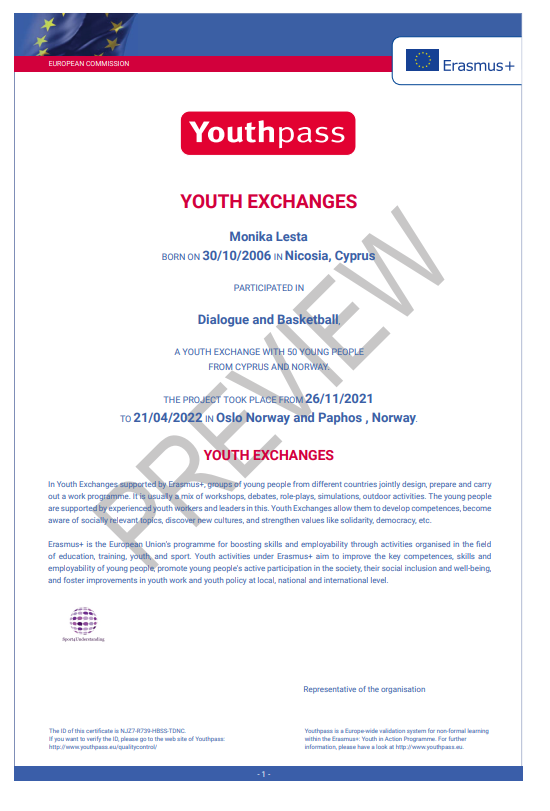 EUROPEAN COMMISSION
Erasmus+
Youthpass
YOUTH EXCHANGES
Monika Lesta
BORN ON 30/10/2006 IN Nicosia, Cyprus
PARTICIPATED IN
Dialogue and Basketball,
A YOUTH EXCHANGE WITH 50 YOUNG PEOPLE
FROM CYPRUS AND NORWAY.
THE PROJECT TOOK PLACE FROM 26/11/2021
TO 21/04/2022 IN Oslo Norway and Paphos , Norway.
PREVIEW
YOUTH EXCHANGES
In Youth Exchanges supported by Erasmus+, groups of young people from different countries jointly design, prepare and carry
out a work programme. It is usually a mix of workshops, debates, role-plays, simulations, outdoor activities. The young people
are supported by experienced youth workers and leaders in this. Youth Exchanges allow them to develop competences, become
aware of socially relevant topics, discover new cultures, and strengthen values like solidarity, democracy, etc.
Erasmus+ is the European Union's programme for boosting skills and employability through activities organised in the field
of education, training, youth, and sport. Youth activities under Erasmus+ aim to improve the key competences, skills and
employability of young people, promote young people's active participation in the society, their social inclusion and well-being,
and foster improvements in youth work and youth policy at local, national and international level.
Sport4Understanding
Representative of the organisation
The ID of this certificate is NJZ7-R739-HBSS-TDNC.
If you want to verify the ID, please go to the web site of Youthpass:
http://www.youthpass.eu/qualitycontrol/
Youthpass is a Europe-wide validation system for non-formal learning
within the Erasmus+: Youth in Action Programme. For further
information, please have a look at http://www.youthpass.eu.
- 1 -